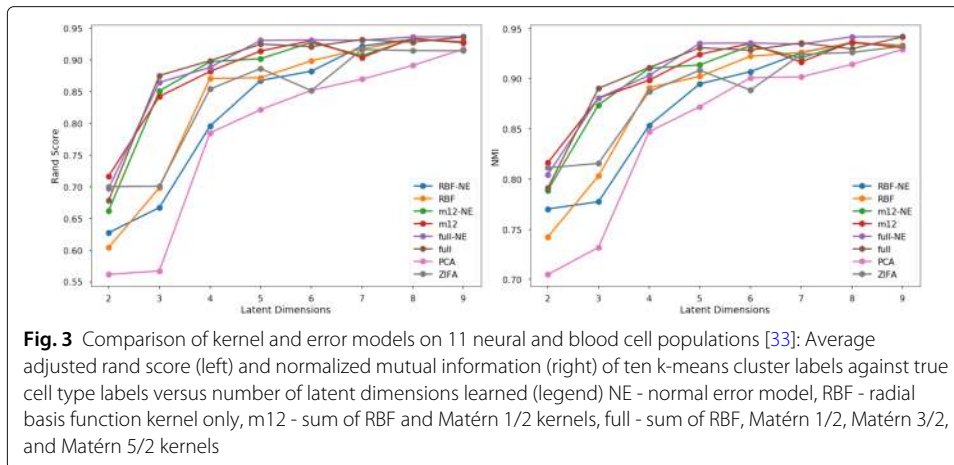 0.95
0.90
0.85
0.80
0.75
0.70
0.65
0.60
0.55
Rand Score
2 3 4 5 6 7 8 9
Latent Dimensions
RBF-NE
RBF
m12-NE
m12
full-NE
full
PCA
ZIFA
0.95
0.90
0.85
0.80
0.75
0.70
NMI
2 3 4 5 6 7 8 9
Latent Dimensions
RBF-NE
RBF
m12-NE
m12
full-NE
full
PCA
ZIFA
Fig. 3 Comparison of kernel and error models on 11 neural and blood cell populations [33]: Average
adjusted rand score (left) and normalized mutual information (right) of ten k-means cluster labels against true
cell type labels versus number of latent dimensions learned (legend) NE - normal error model, RBF - radial
basis function kernel only, m12 - sum of RBF and Matérn 1/2 kernels, full - sum of RBF, Matérn 1/2, Matérn 3/2,
and Matérn 5/2 kernels